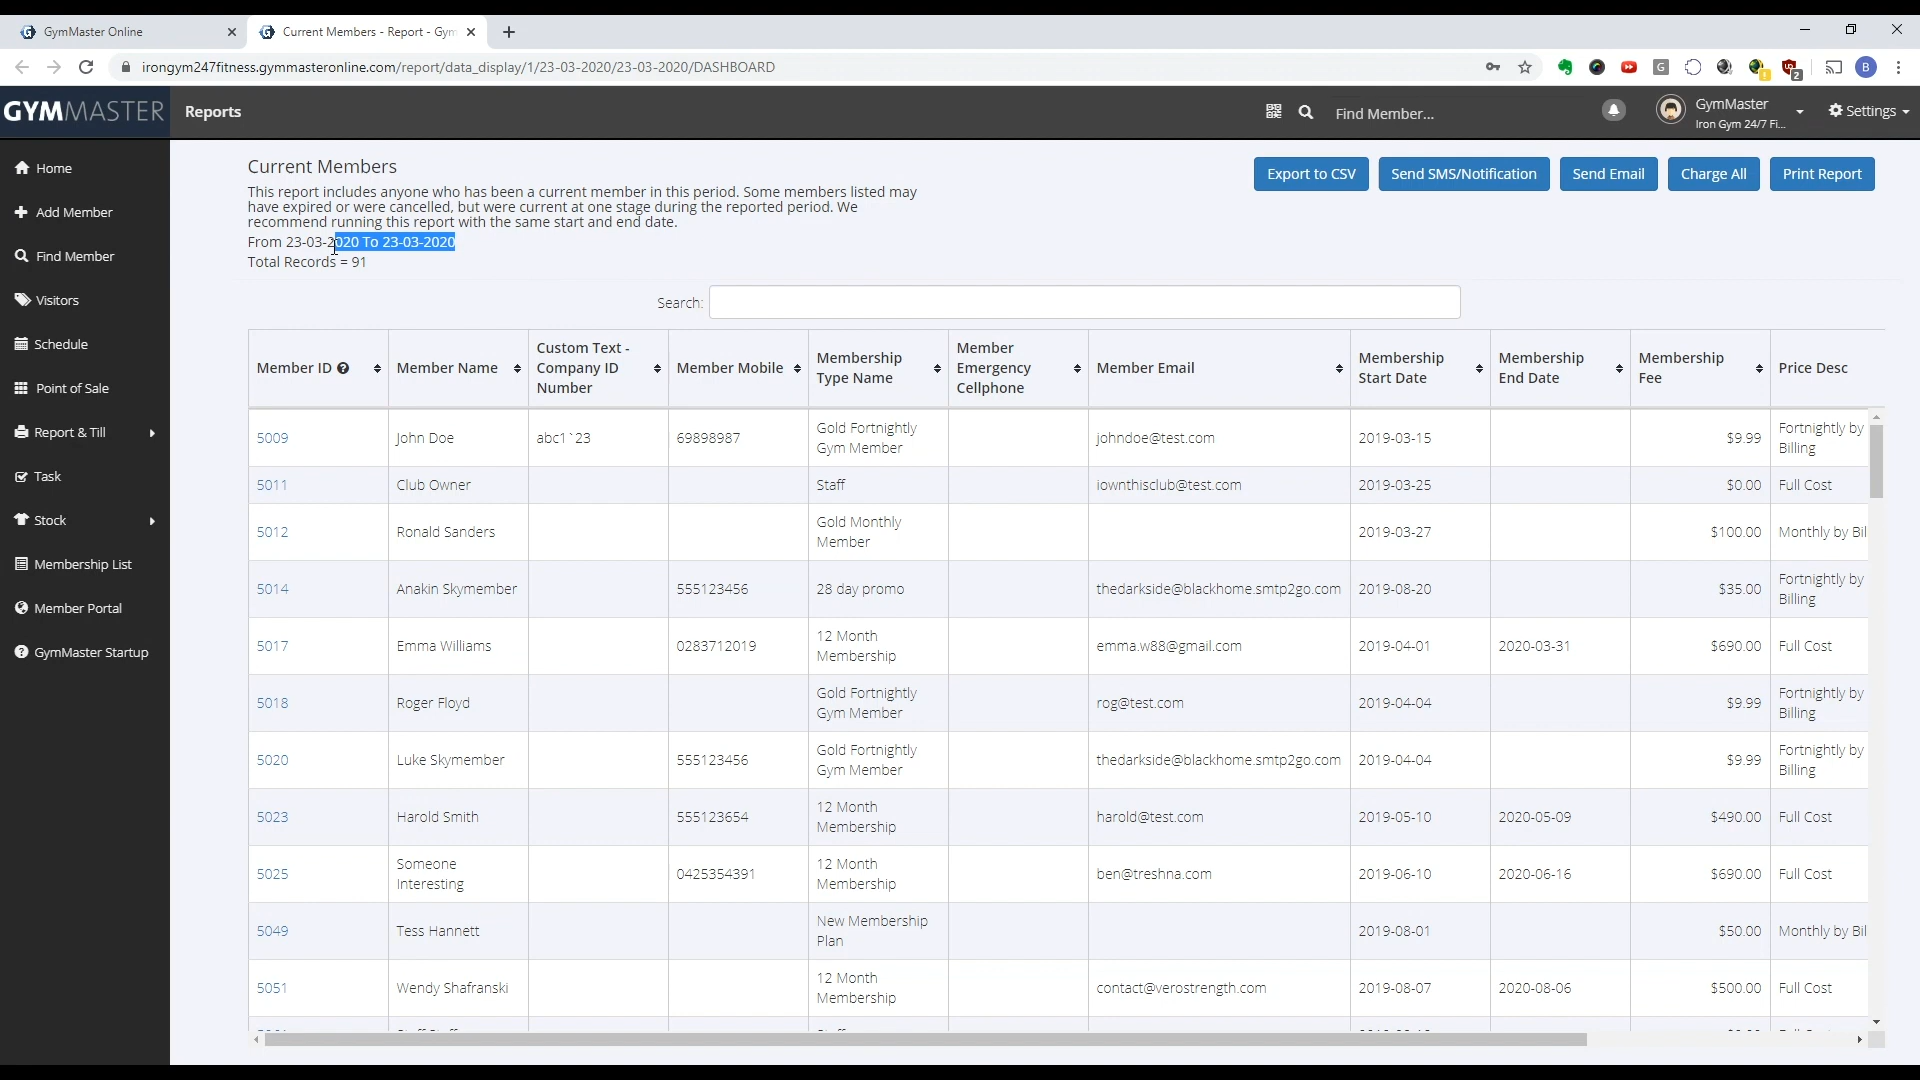 GymMaster Online
Current Members - Report - Gym
irongym247fitness.gymmasteronline.com/report/data_display/1/23-03-2020/23-03-2020/DASHBOARD
GYMMASTER
Reports
Find Member...
GymMaster
Iron Gym 24/7 Fi...
Settings
Home
Add Member
Find Member
Visitors
Schedule
Point of Sale
Report & Till
Task
Stock
Membership List
Member Portal
GymMaster Startup
Current Members
This report includes anyone who has been a current member in this period. Some members listed may
have expired or were cancelled, but were current at one stage during the reported period. We
recommend running this report with the same start and end date.
From 23-03-2020 To 23-03-2020
Total Records = 91
Export to CSV
Send SMS/Notification
Send Email
Charge All
Print Report
Search:
Member ID
Member Name
Custom Text -
Company ID
Number
Member Mobile
Membership
Type Name
Member
Emergency
Cellphone
Member Email
Membership
Start Date
Membership
End Date
Membership
Fee
Price Desc
5009
John Doe
abc1`23
69898987
Gold Fortnightly
Gym Member
johndoe@test.com
2019-03-15
$9.99
Fortnightly by
Billing
5011
Club Owner
Staff
iownthisclub@test.com
2019-03-25
$0.00
Full Cost
5012
Ronald Sanders
Gold Monthly
Member
2019-03-27
$100.00
Monthly by Bil
5014
Anakin Skymember
555123456
28 day promo
thedarkside@blackhome.smtp2go.com
2019-08-20
$35.00
Fortnightly by
Billing
5017
Emma Williams
0283712019
12 Month
Membership
emma.w88@gmail.com
2019-04-01
2020-03-31
$690.00
Full Cost
5018
Roger Floyd
Gold Fortnightly
Gym Member
rog@test.com
2019-04-04
$9.99
Fortnightly by
Billing
5020
Luke Skymember
555123456
Gold Fortnightly
Gym Member
thedarkside@blackhome.smtp2go.com
2019-04-04
$9.99
Fortnightly by
Billing
5023
Harold Smith
555123654
12 Month
Membership
harold@test.com
2019-05-10
2020-05-09
$490.00
Full Cost
5025
Someone
Interesting
0425354391
12 Month
Membership
ben@treshna.com
2019-06-10
2020-06-16
$690.00
Full Cost
5049
Tess Hannett
New Membership
Plan
2019-08-01
$50.00
Monthly by Bil
5051
Wendy Shafranski
12 Month
Membership
contact@verostrength.com
2019-08-07
2020-08-06
$500.00
Full Cost